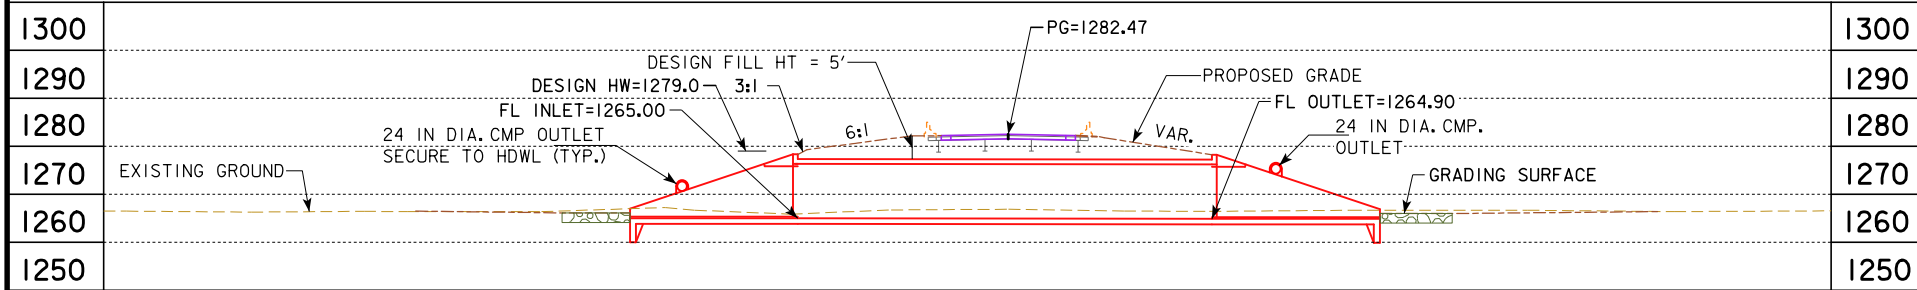 PG=1282.47
1300
1300
DESIGN FILL HT = 5'
DESIGN HW=1279.0
3:1
PROPOSED GRADE
1290
1290
FL INLET=1265.00
FL OUTLET=1264.90
24 IN DIA. CMP OUTLET
SECURE TO HDWL (TYP.)
6:1
VAR.
24 IN DIA. CMP.
OUTLET
1280
1280
EXISTING GROUND
GRADING SURFACE
1270
1270
1260
1260
1250
1250